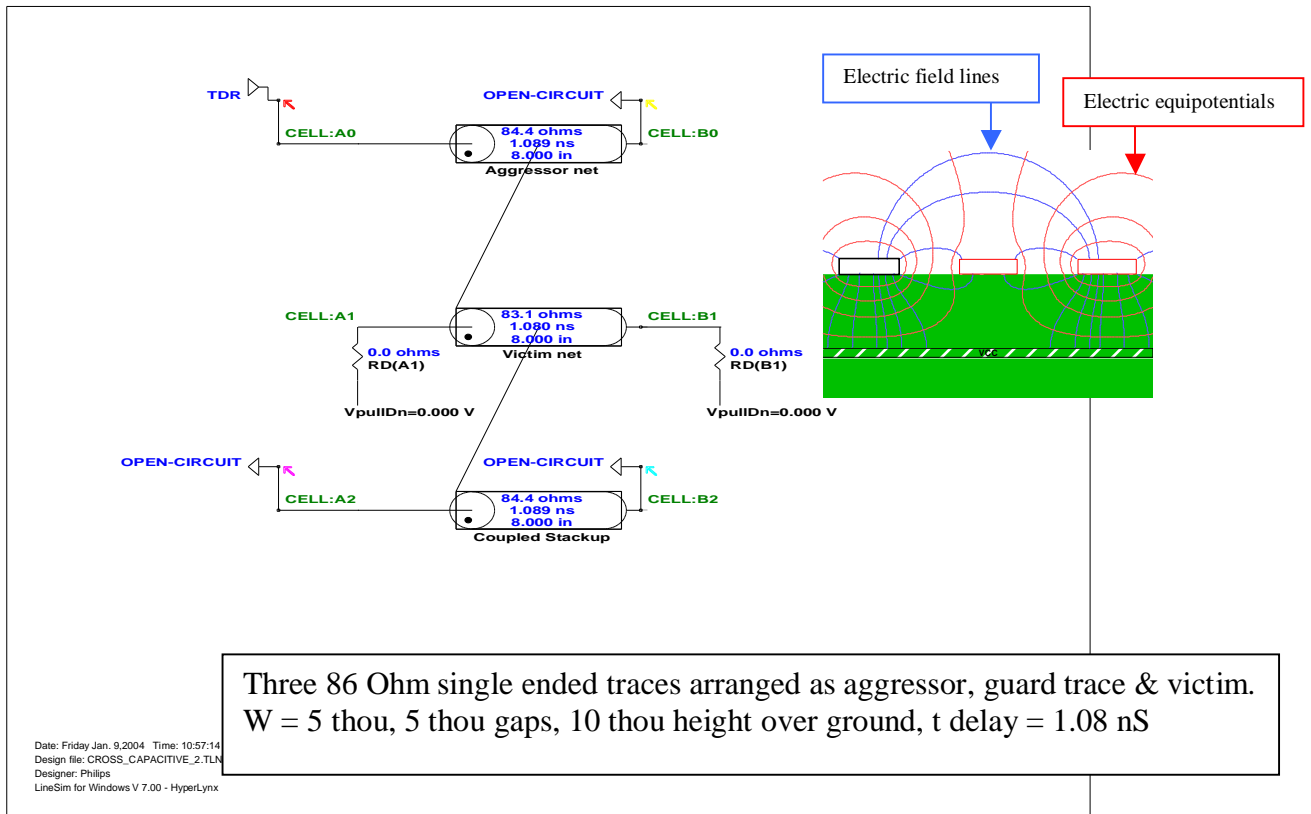 Electric field lines
Electric equipotentials
TDR
OPEN-CIRCUIT
CELL:A0
CELL:B0
84.4 ohms
1.089 ns
8.000 in
Aggressor net
CELL:A1
CELL:B1
83.1 ohms
1.080 ns
8.000 in
Victim net
0.0 ohms
RD(A1)
0.0 ohms
RD(B1)
VpullDn=0.000 V
VpullDn=0.000 V
VCC
OPEN-CIRCUIT
OPEN-CIRCUIT
CELL:A2
CELL:B2
84.4 ohms
1.089 ns
8.000 in
Coupled Stackup
Three 86 Ohm single ended traces arranged as aggressor, guard trace & victim.
W = 5 thou, 5 thou gaps, 10 thou height over ground, t delay = 1.08 nS
Date: Friday Jan. 9,2004 Time: 10:57:14
Design file: CROSS_CAPACITIVE_2.TLN
Designer: Philips
LineSim for Windows V 7.00 - HyperLynx